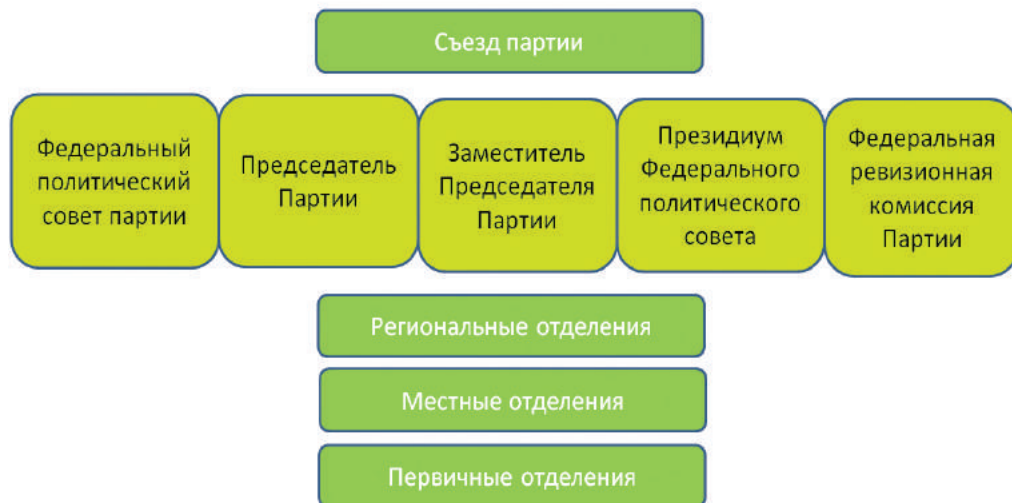 Съезд партии
Федеральный
политический
совет партии
Председатель
Партии
Заместитель
Председателя
Партии
Президиум
Федерального
политического
совета
Федеральная
ревизионная
комиссия
Партии
Региональные отделения
Местные отделения
Первичные отделения